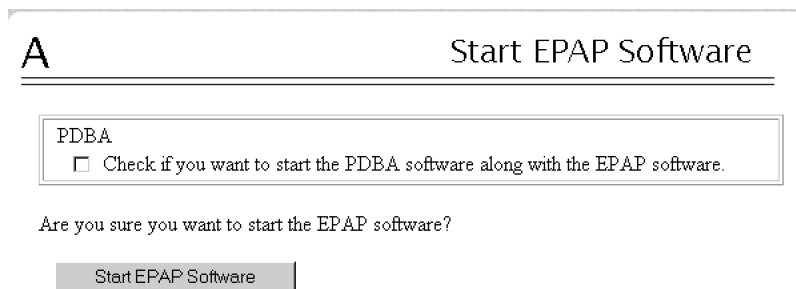 A
Start EPAP Software
PDBA
Check if you want to start the PDBA software along with the EPAP software.
Are you sure you want to start the EPAP software?
Start EPAP Software